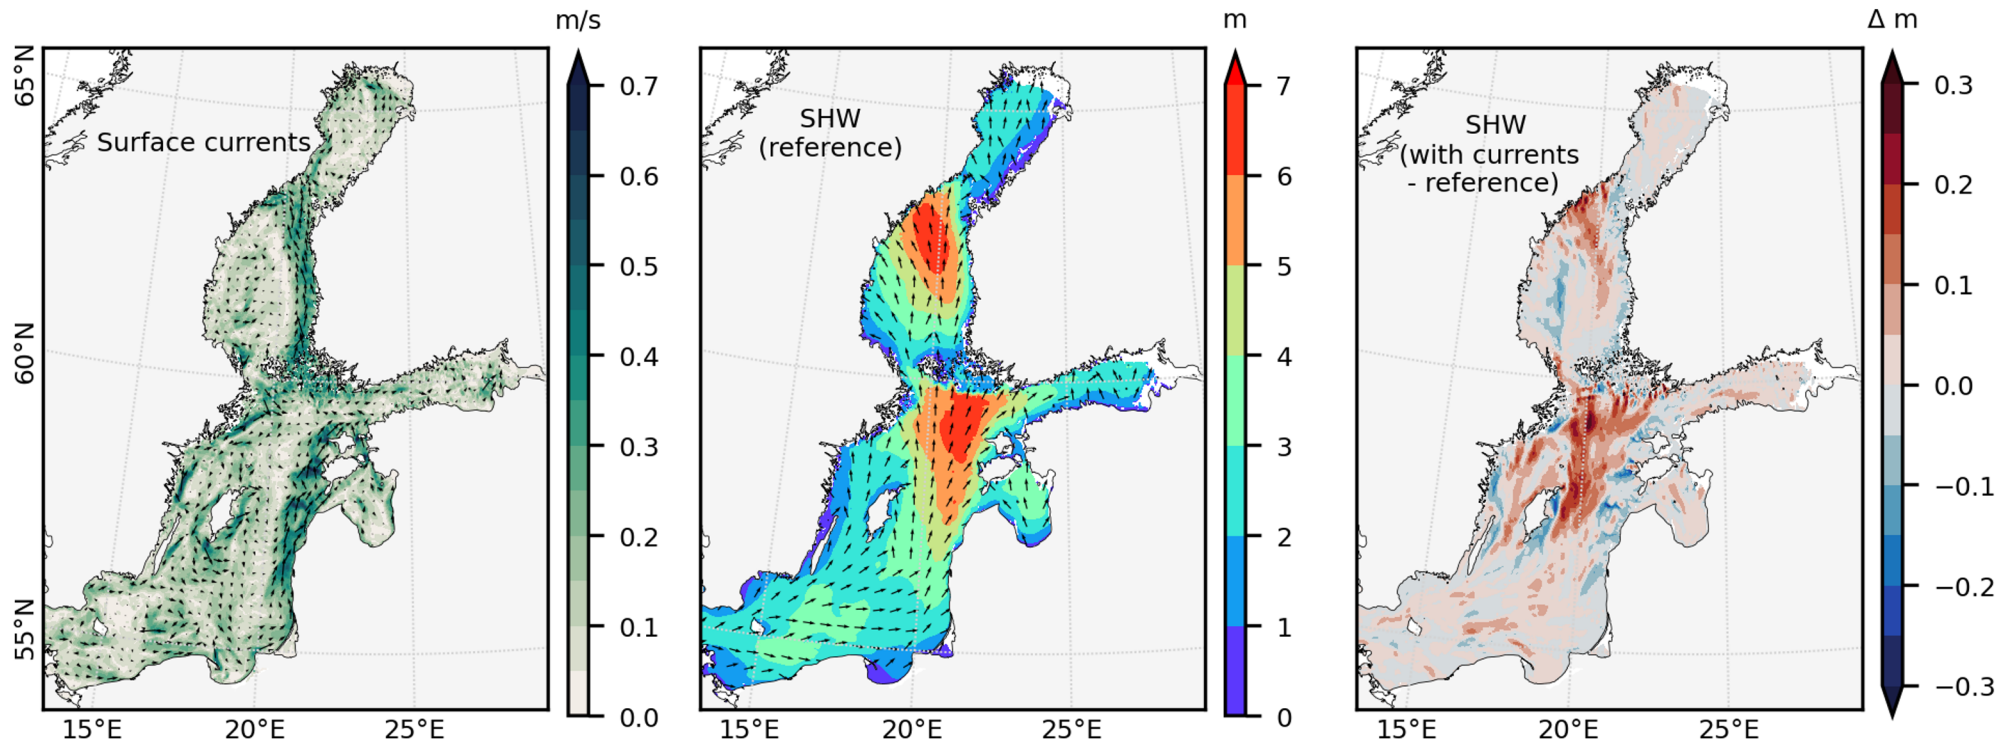 m/s
65°N
60°N
55°N
Surface currents
0.7
0.6
0.5
0.4
0.3
0.2
0.1
0.0
15°E
20°E
25°E
m
SHW
(reference)
7
6
5
4
3
2
1
0
15°E
20°E
25°E
Δ m
SHW
(with currents
- reference)
0.3
0.2
0.1
0.0
−0.1
−0.2
−0.3
15°E
20°E
25°E